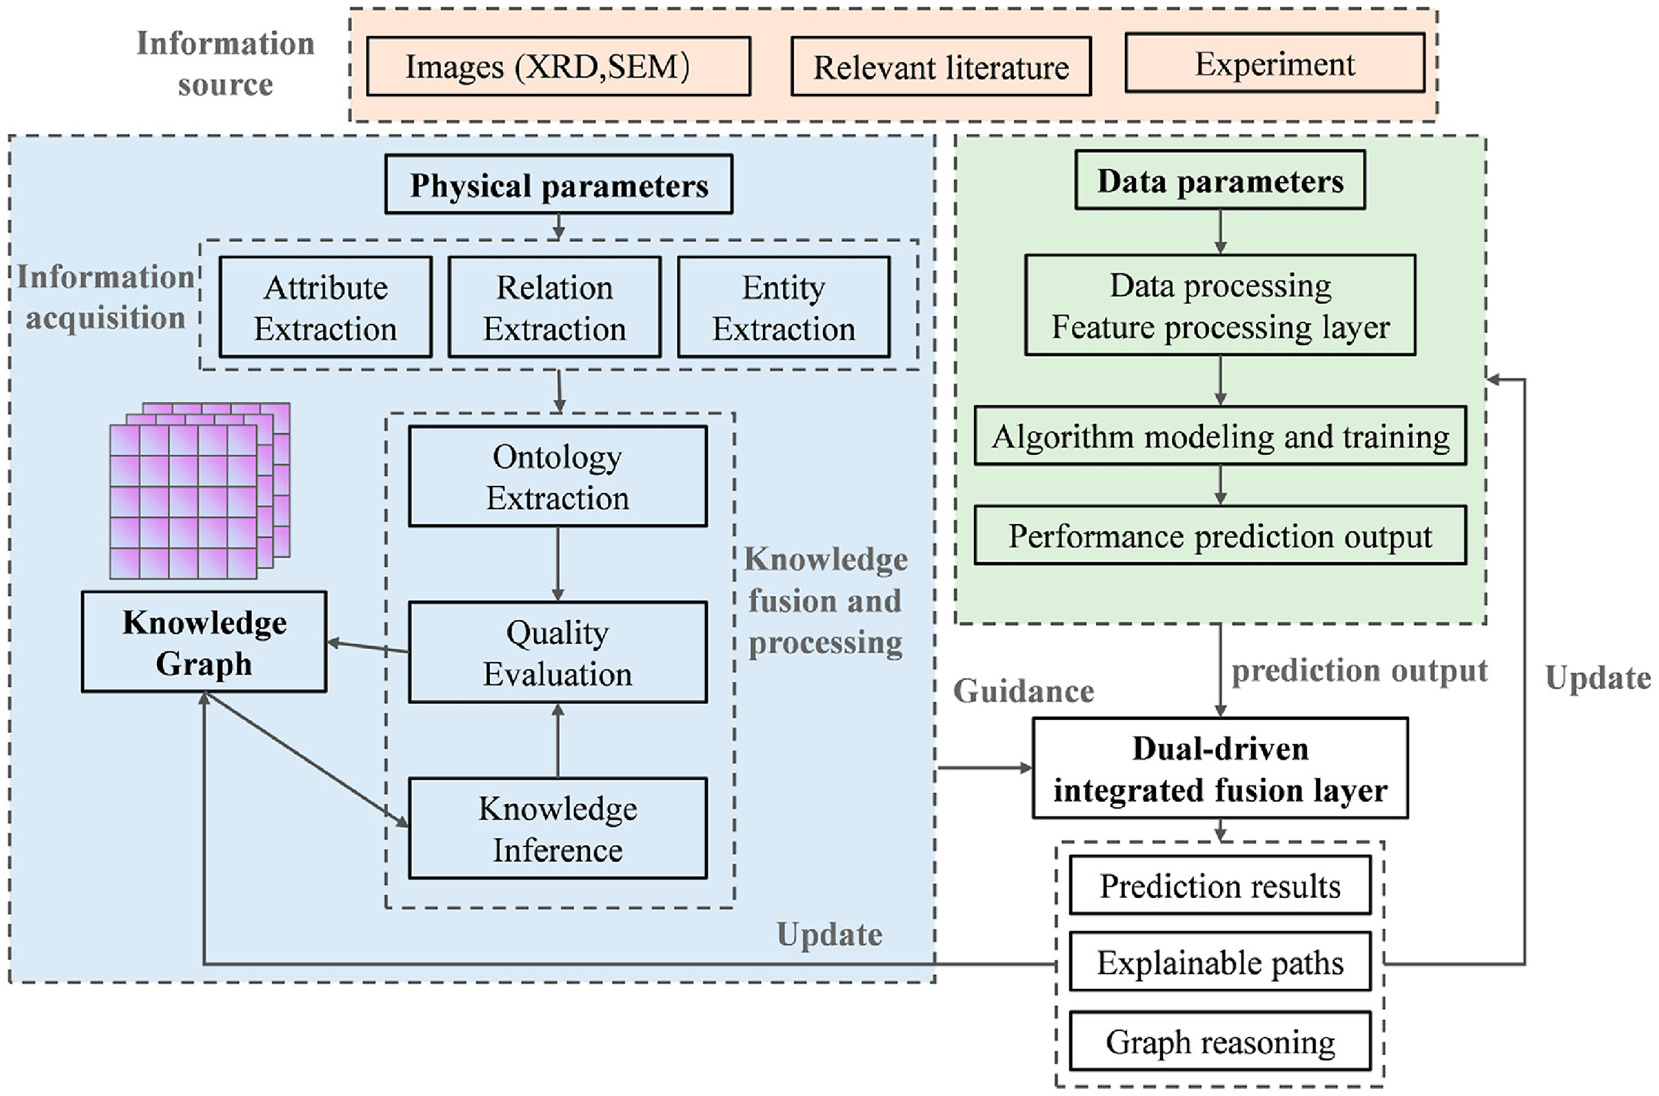 Information
source
Images (XRD,SEM）
Relevant literature
Experiment
Physical parameters
Information
acquisition
Attribute
Extraction
Relation
Extraction
Entity
Extraction
Ontology
Extraction
Knowledge
fusion and
processing
Quality
Evaluation
Knowledge
Graph
Knowledge
Inference
Update
Data parameters
Data processing
Feature processing layer
Algorithm modeling and training
Performance prediction output
prediction output
Update
Guidance
Dual-driven
integrated fusion layer
Prediction results
Explainable paths
Graph reasoning